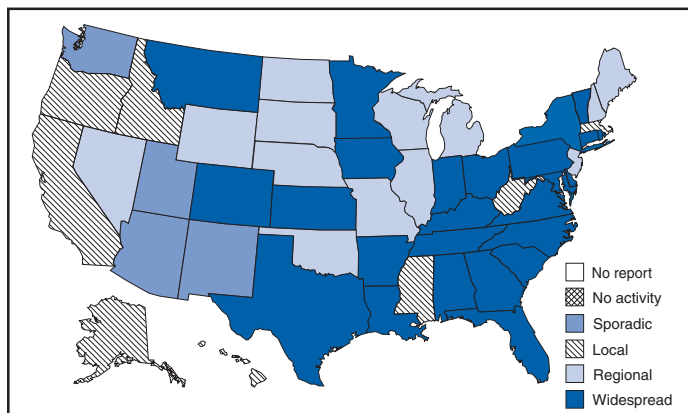 No report
No activity
Sporadic
Local
Regional
Widespread